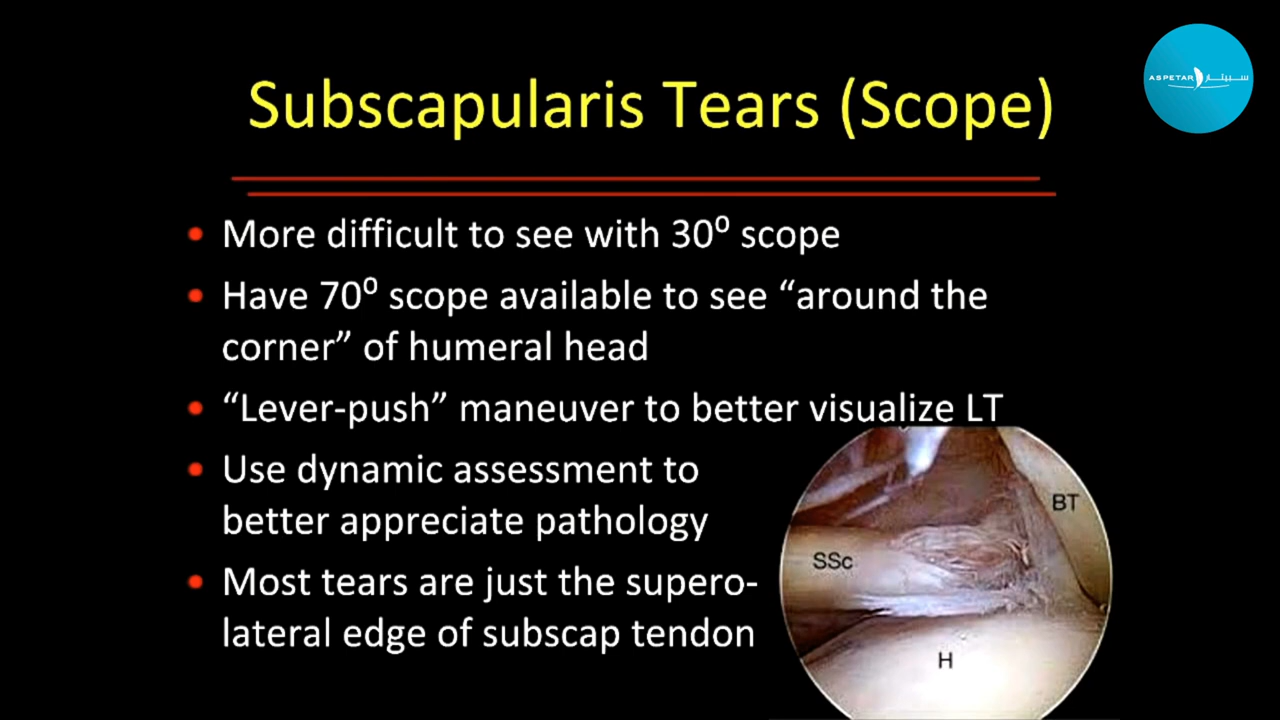 ASPETAR سبيتار
Subscapularis Tears (Scope)
• More difficult to see with 30⁰ scope
• Have 70⁰ scope available to see “around the
corner” of humeral head
• “Lever-push” maneuver to better visualize LT
• Use dynamic assessment to
better appreciate pathology
• Most tears are just the supero-
lateral edge of subscap tendon
BT
SSc
H